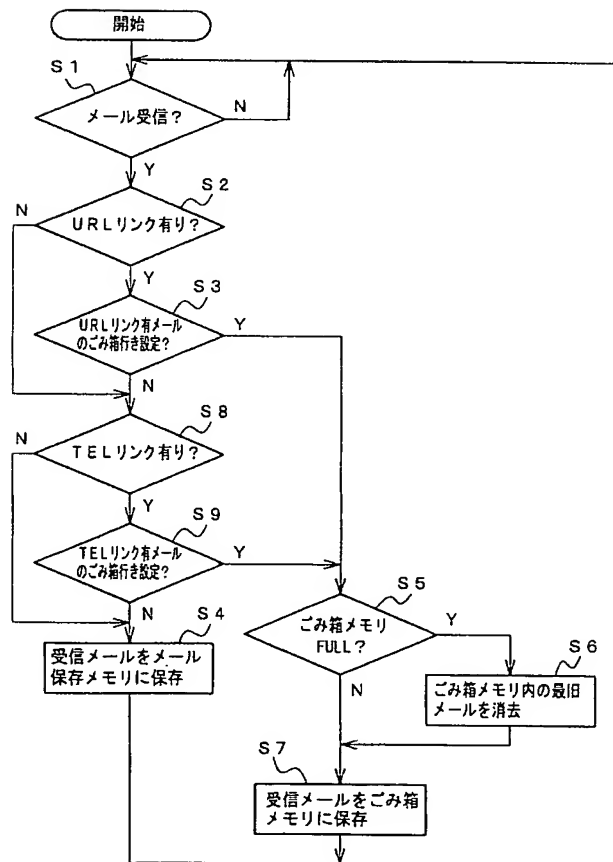 開始
S1
メール受信?
N
Y
S2
N
URLリンク有り?
Y
S3
URLリンク有メール
のごみ箱行き設定?
Y
N
S8
N
TELリンク有り?
Y
S9
TELリンク有メール
のごみ箱行き設定?
Y
N
S4
受信メールをメール
保存メモリに保存
S5
ごみ箱メモリ
FULL?
Y
N
S6
ごみ箱メモリ内の最旧
メールを消去
S7
受信メールをごみ箱
メモリに保存